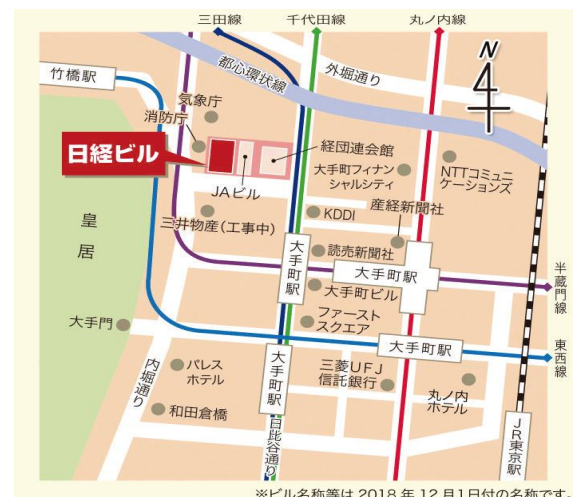 三田線
千代田線
丸ノ内線
竹橋駅
都心環状線
外堀通り
N
気象庁
消防庁
日経ビル
経団連会館
大手町フィナン
シャルシティ
NTTコミュニ
ケーションズ
JAビル
三井物産(工事中)
KDDI
産経新聞社
皇居
大手町駅
読売新聞社
大手町駅
半蔵門線
大手町ビル
大手門
ファースト
スクエア
大手町駅
東西線
内堀通り
パレス
ホテル
大手町駅
三菱UFJ
信託銀行
丸ノ内
ホテル
和田倉橋
日比谷通り
JR東京駅
※ビル名称等は 2018 年 12 月1日付の名称です。